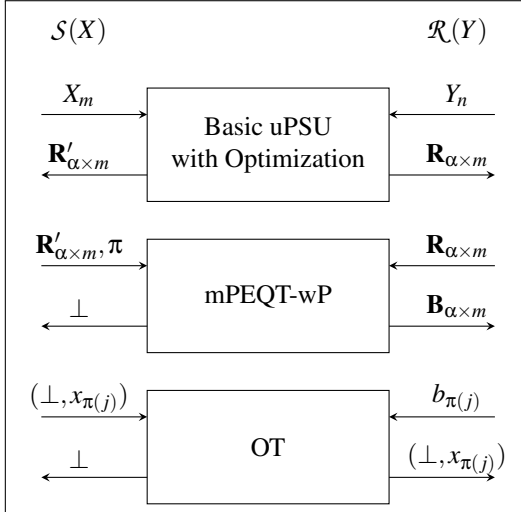 S(X) R(Y)
X_m Y_n
Basic uPSU
with Optimization
R′_{α×m} R_{α×m}
R′_{α×m}, π R_{α×m}
mPEQT-wP
⊥ B_{α×m}
(⊥, x_{π(j)}) b_{π(j)}
OT
⊥ (⊥, x_{π(j)})